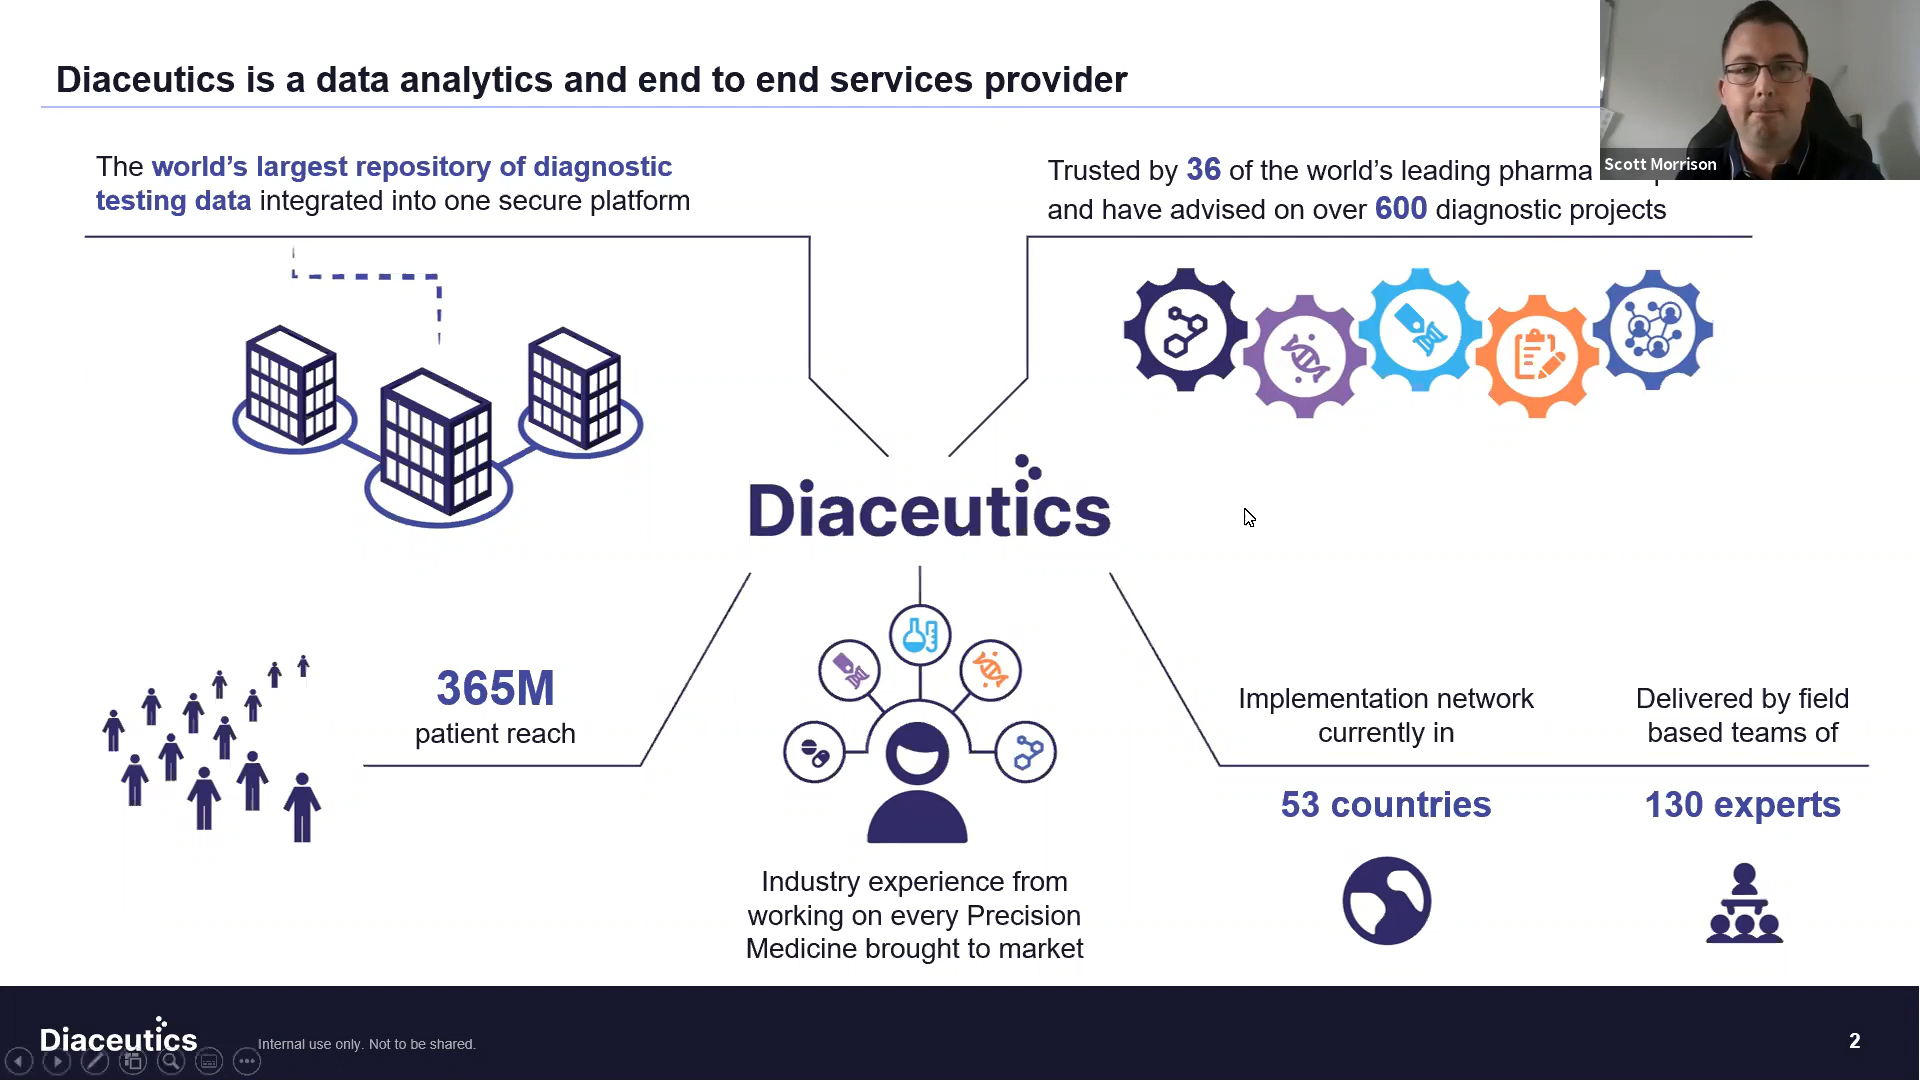 Diaceutics is a data analytics and end to end services provider
Scott Morrison
The world's largest repository of diagnostic
testing data integrated into one secure platform
Trusted by 36 of the world's leading pharma
and have advised on over 600 diagnostic projects
Diaceutics
365M
patient reach
Industry experience from
working on every Precision
Medicine brought to market
Implementation network
currently in
53 countries
Delivered by field
based teams of
130 experts
Diaceutics
Internal use only. Not to be shared.
2